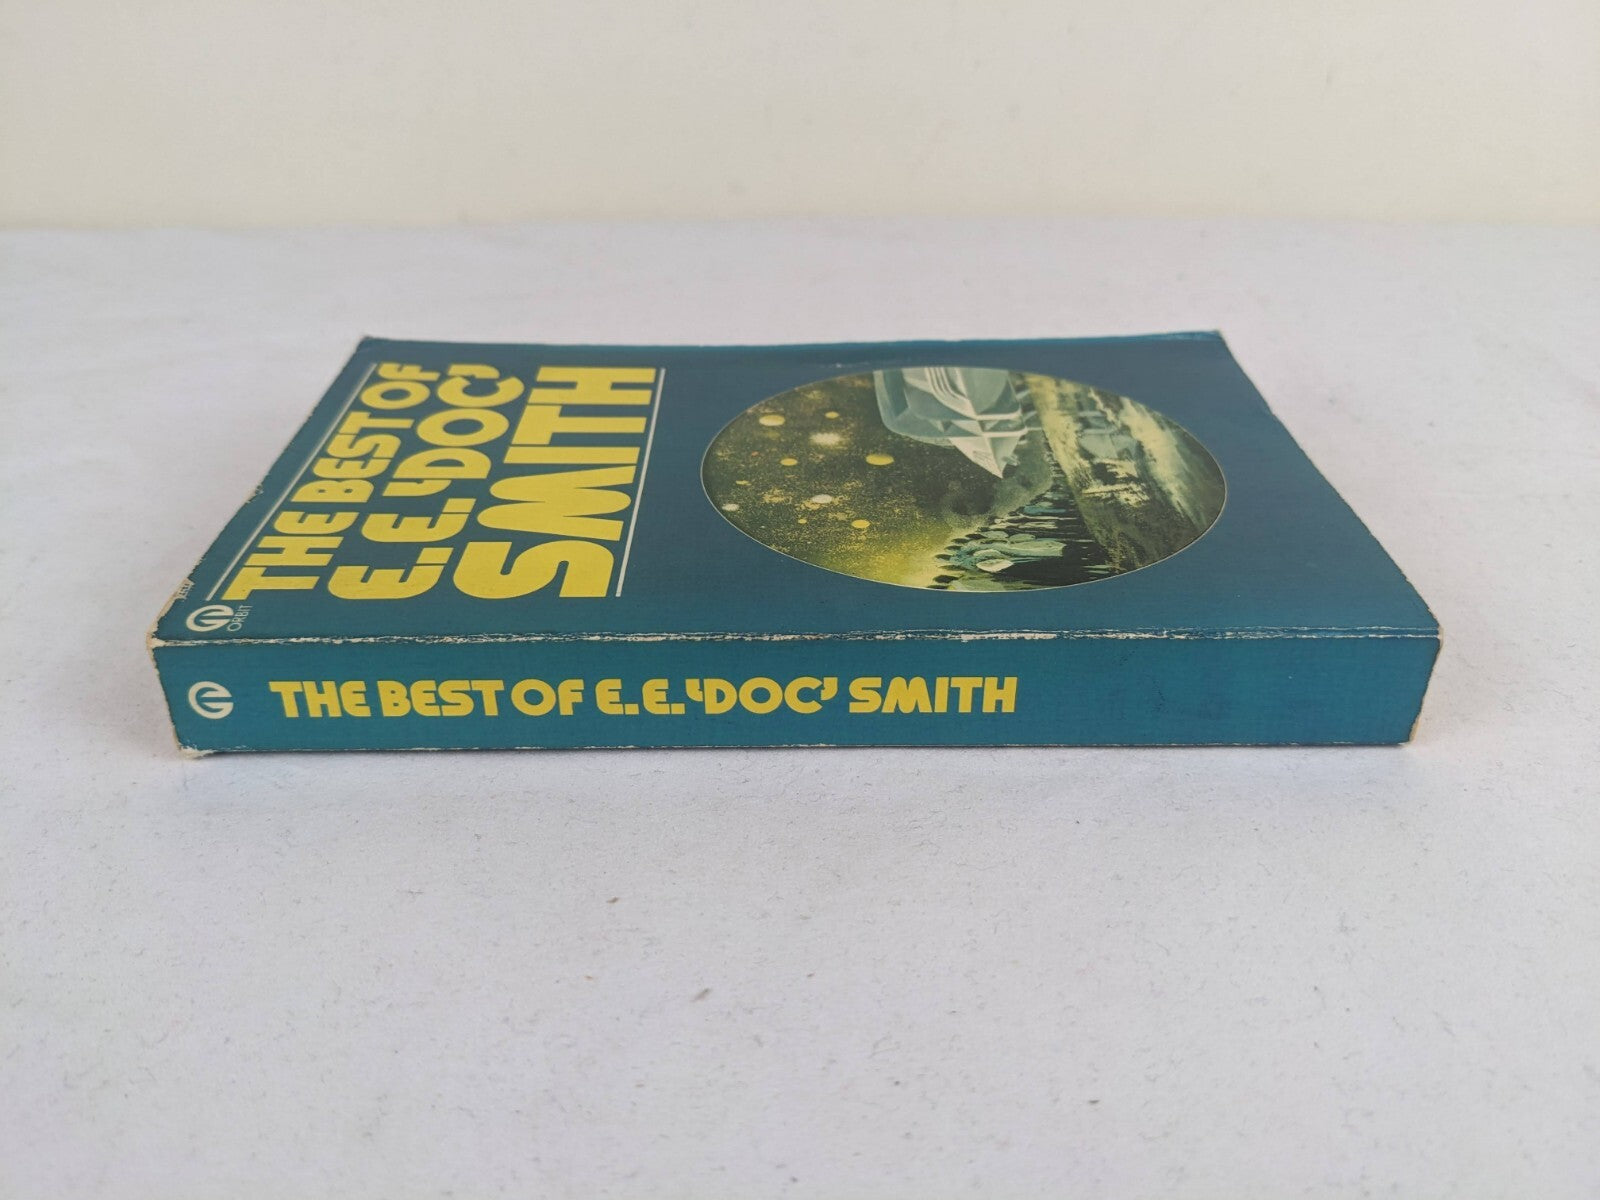 THE BEST OF
E.E. 'DOC'
SMITH
ORBIT
THE BEST OF E.E. 'DOC' SMITH